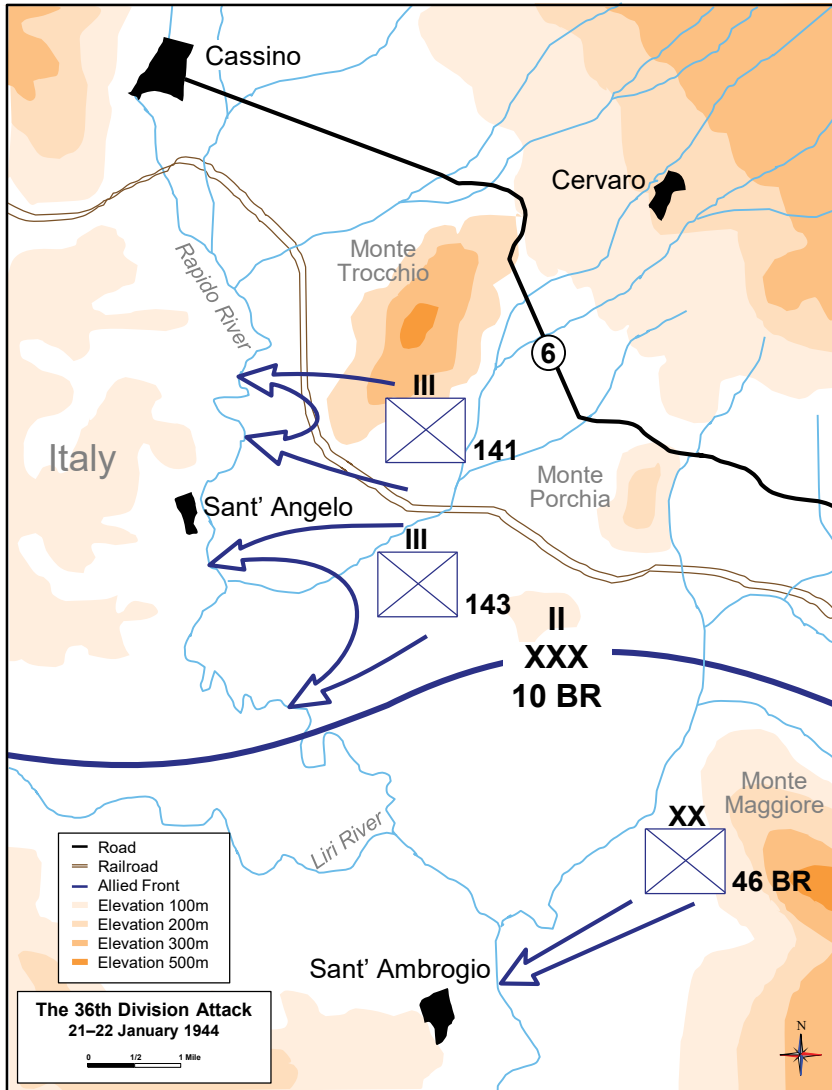 Cassino
Cervaro
Monte
Trocchio
Rapido River
6
III
141
Italy
Monte
Porchia
Sant’ Angelo
III
143
II
XXX
10 BR
Monte
Maggiore
XX
46 BR
Liri River
Road
Railroad
Allied Front
Elevation 100m
Elevation 200m
Elevation 300m
Elevation 500m
Sant’ Ambrogio
The 36th Division Attack
21–22 January 1944
0 1/2 1 Mile
N